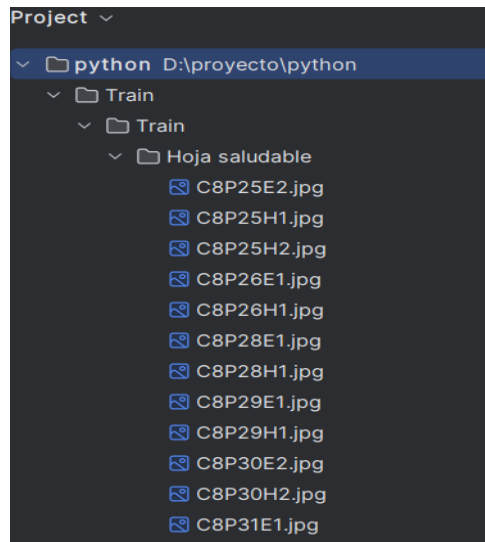 Project
python D:\proyecto\python
Train
Train
Hoja saludable
C8P25E2.jpg
C8P25H1.jpg
C8P25H2.jpg
C8P26E1.jpg
C8P26H1.jpg
C8P28E1.jpg
C8P28H1.jpg
C8P29E1.jpg
C8P29H1.jpg
C8P30E2.jpg
C8P30H2.jpg
C8P31E1.jpg